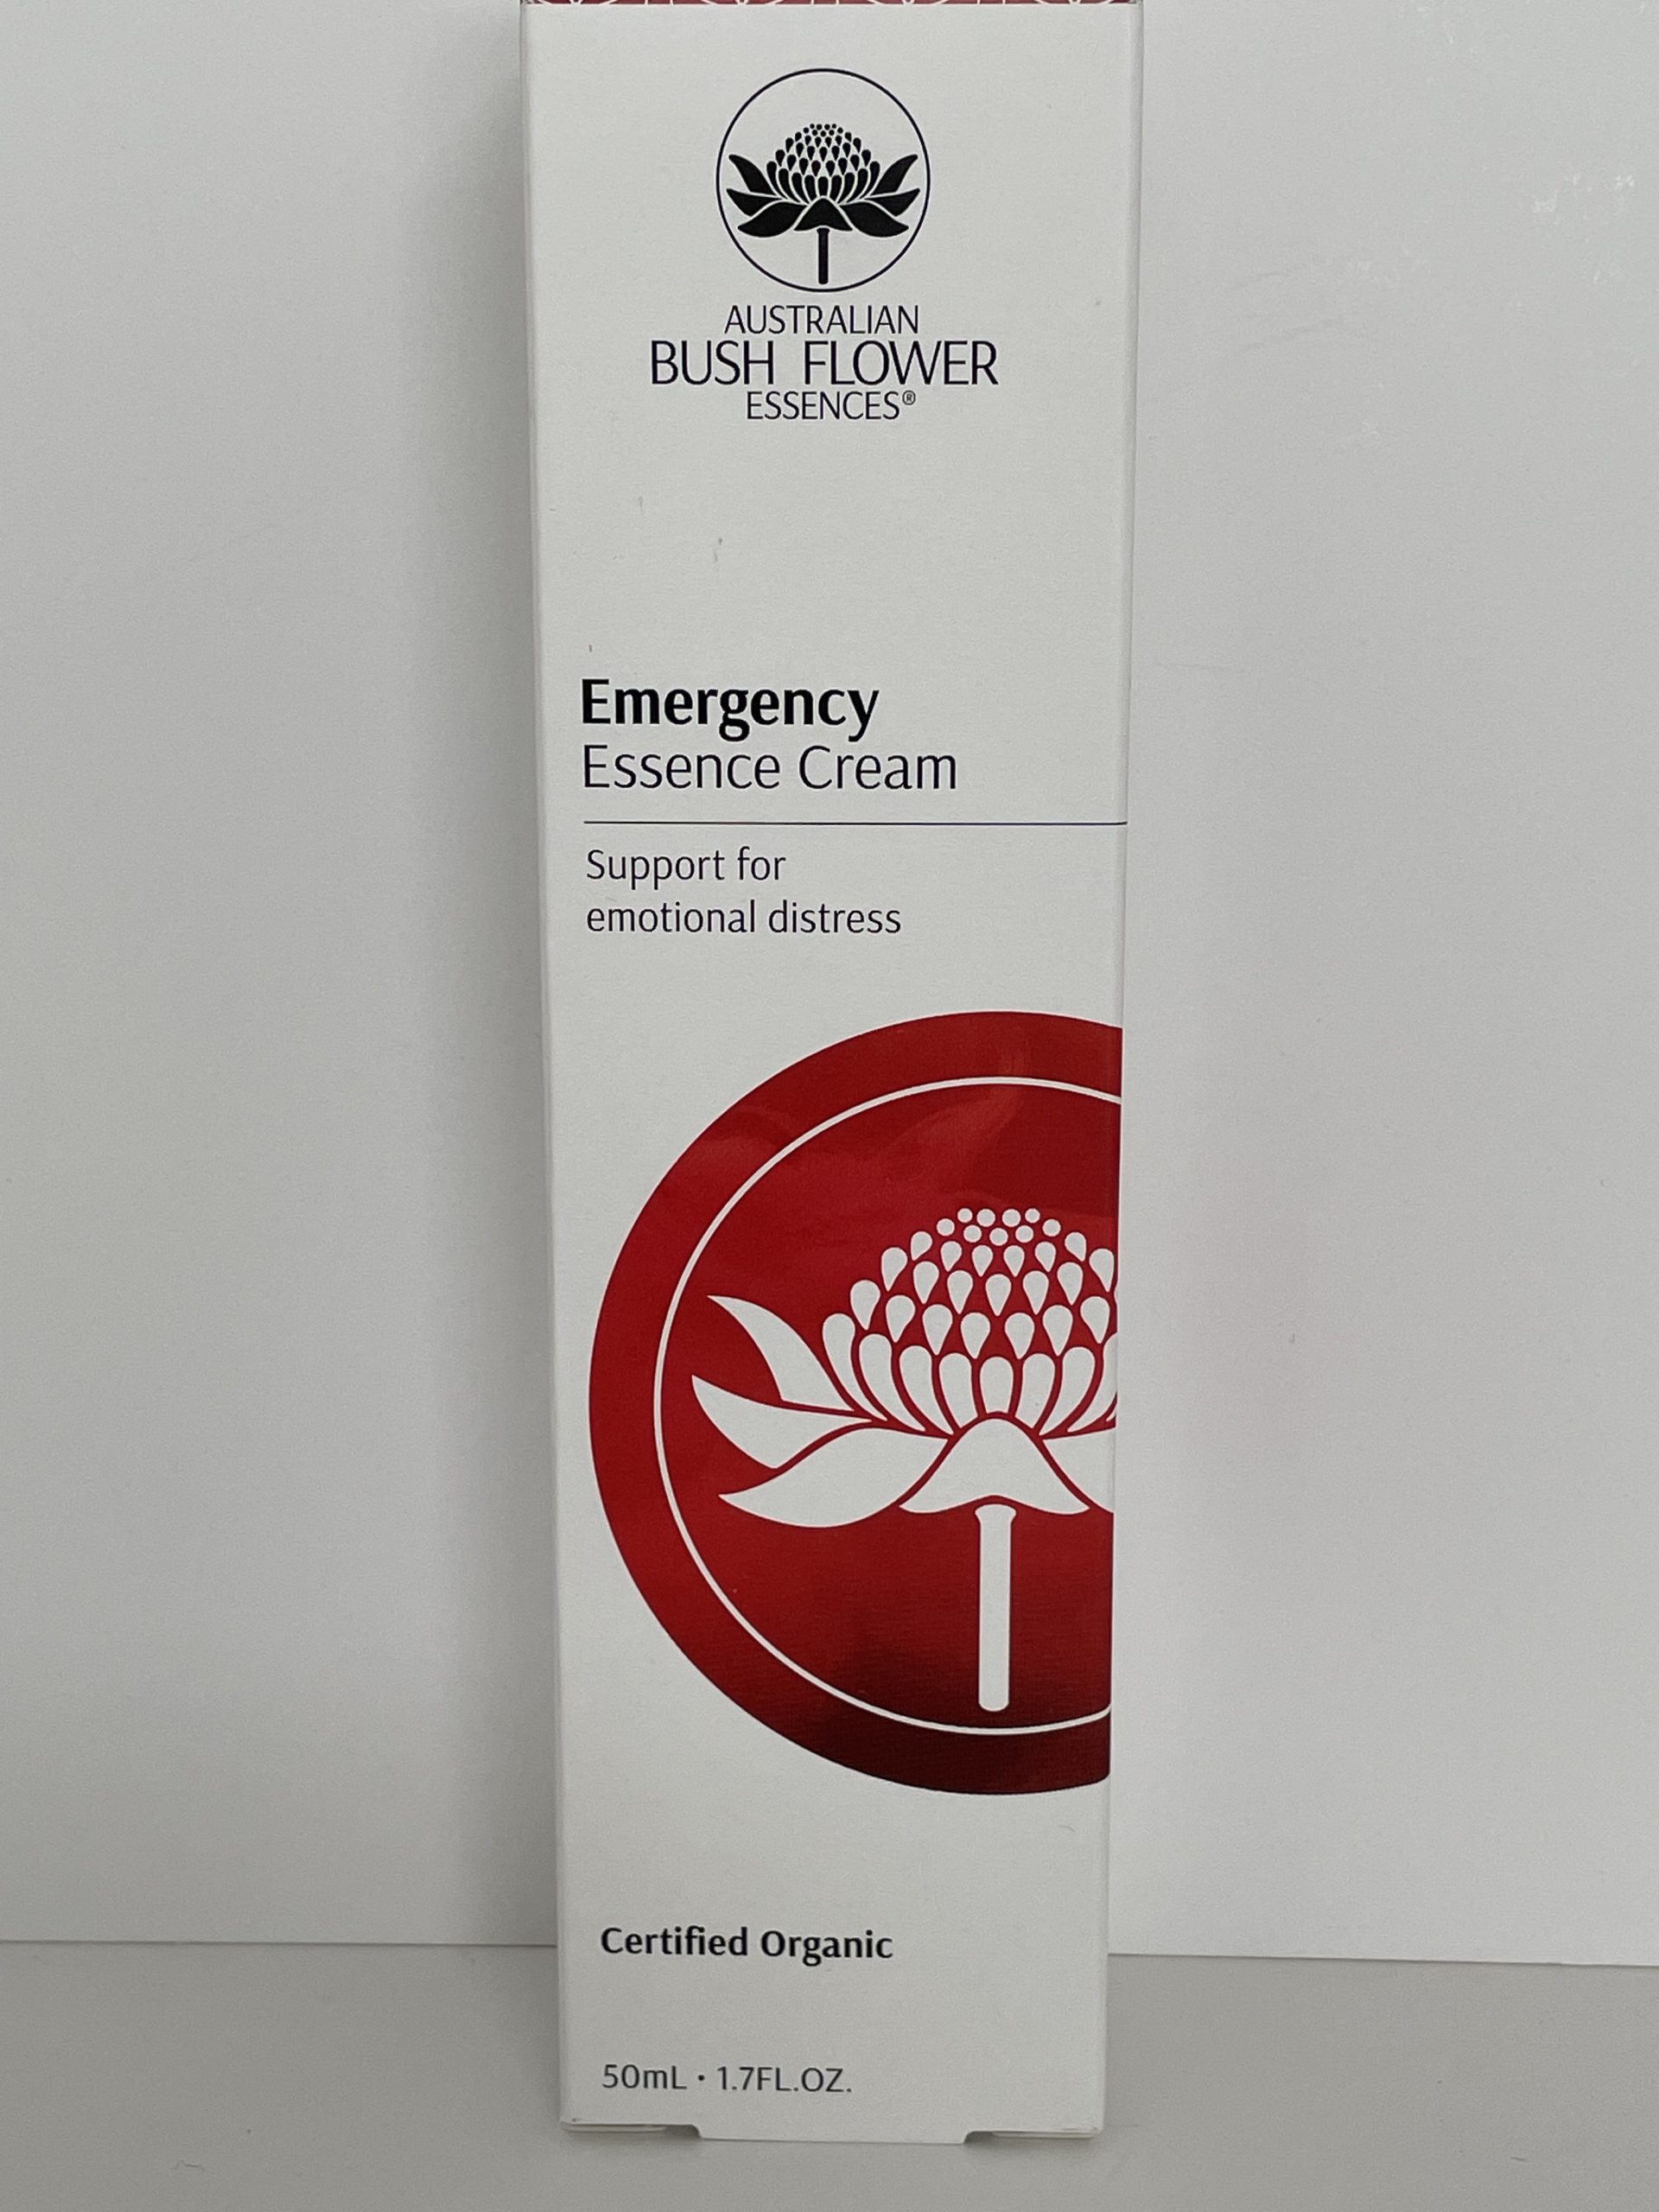 AUSTRALIAN
BUSH FLOWER
ESSENCES®
Emergency
Essence Cream
Support for
emotional distress
Certified Organic
50mL • 1.7FL.OZ.